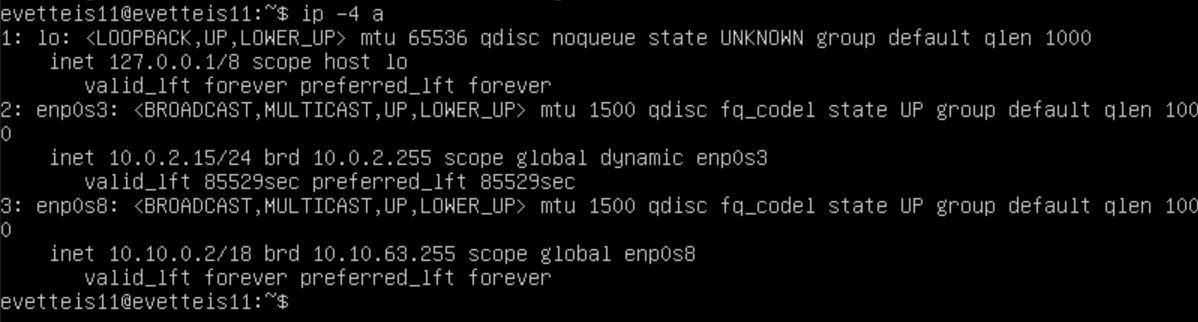 evetteis11@evetteis11:~$ ip -4 a
1: lo: <LOOPBACK,UP,LOWER_UP> mtu 65536 qdisc noqueue state UNKNOWN group default qlen 1000
    inet 127.0.0.1/8 scope host lo
       valid_lft forever preferred_lft forever
2: enp0s3: <BROADCAST,MULTICAST,UP,LOWER_UP> mtu 1500 qdisc fq_codel state UP group default qlen 100
0
    inet 10.0.2.15/24 brd 10.0.2.255 scope global dynamic enp0s3
       valid_lft 85529sec preferred_lft 85529sec
3: enp0s8: <BROADCAST,MULTICAST,UP,LOWER_UP> mtu 1500 qdisc fq_codel state UP group default qlen 100
0
    inet 10.10.0.2/18 brd 10.10.63.255 scope global enp0s8
       valid_lft forever preferred_lft forever
evetteis11@evetteis11:~$